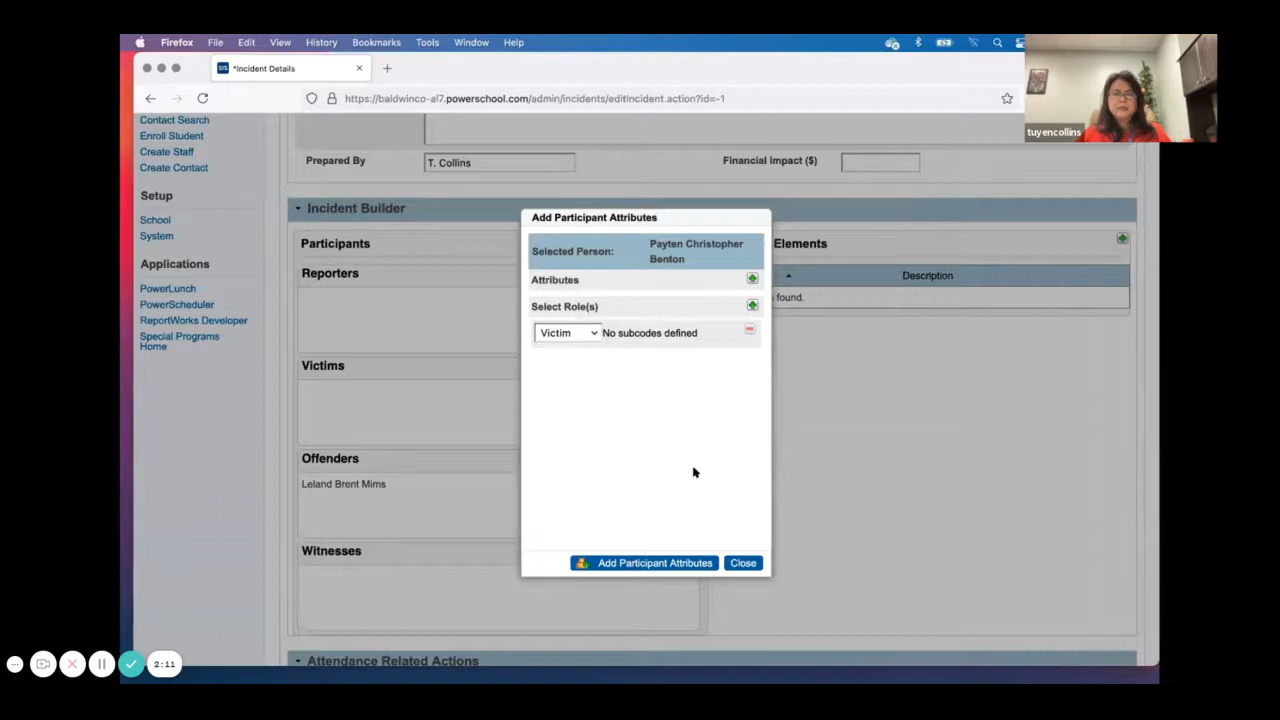 Firefox File Edit View History Bookmarks Tools Window Help
*Incident Details
https://baldwinco-al7.powerschool.com/admin/incidents/editIncident.action?id=-1
tuyencollins
Contact Search
Enroll Student
Create Staff
Create Contact
Setup
School
System
Applications
PowerLunch
PowerScheduler
ReportWorks Developer
Special Programs
Home
Prepared By T. Collins Financial Impact ($)
Incident Builder
Participants
Reporters
Victims
Offenders
Leland Brent Mims
Witnesses
Add Participant Attributes
Selected Person: Payten Christopher
Benton
Attributes
Select Role(s)
Victim No subcodes defined
Add Participant Attributes Close
Elements
Description
found.
Attendance Related Actions
2:11